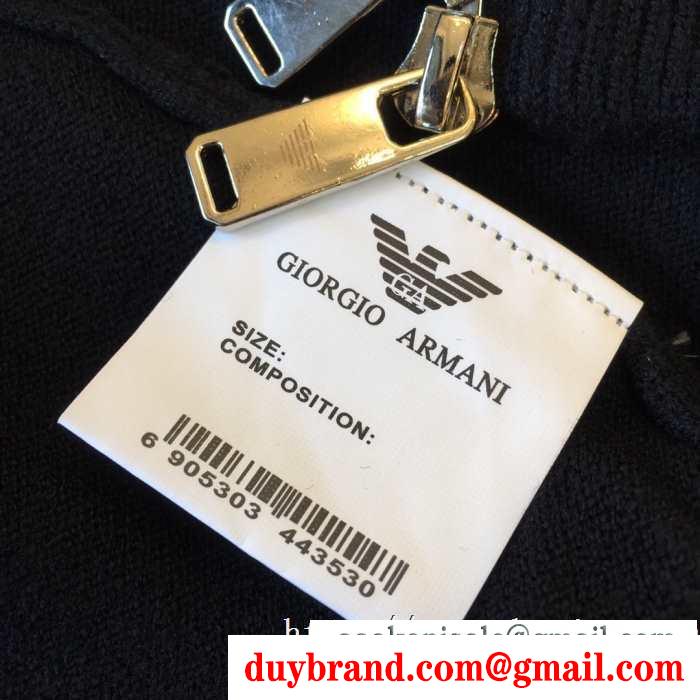 GA
GIORGIO ARMANI
SIZE:
COMPOSITION:
6 905303 443530
duybrand.com@gmail.com